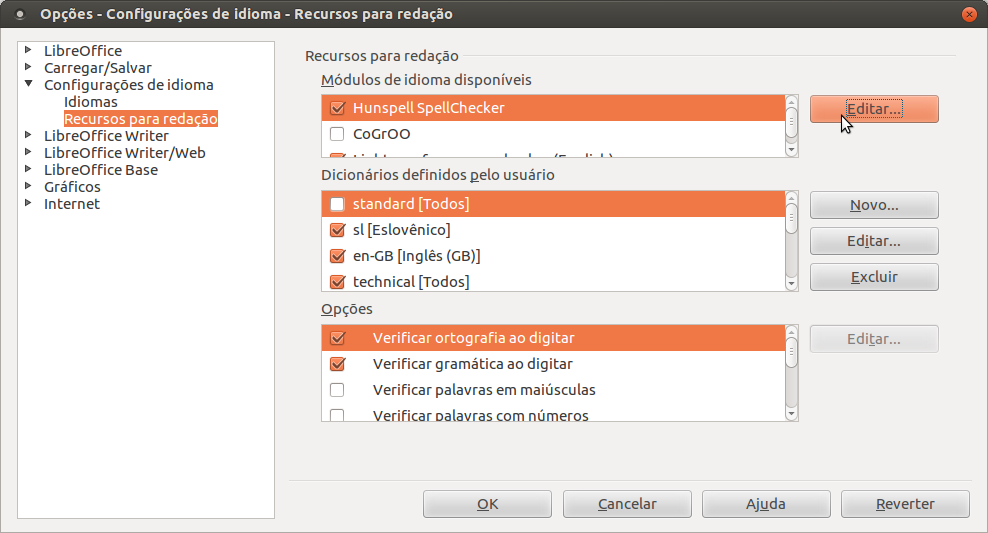 Opções - Configurações de idioma - Recursos para redação
LibreOffice
Carregar/Salvar
Configurações de idioma
Idiomas
Recursos para redação
LibreOffice Writer
LibreOffice Writer/Web
LibreOffice Base
Gráficos
Internet
Recursos para redação
Módulos de idioma disponíveis
Hunspell SpellChecker
CoGrOO
Editar...
Dicionários definidos pelo usuário
standard [Todos]
sl [Eslovênico]
en-GB [Inglês (GB)]
technical [Todos]
Novo...
Editar...
Excluir
Opções
Verificar ortografia ao digitar
Verificar gramática ao digitar
Verificar palavras em maiúsculas
Verificar palavras com números
Editar...
OK
Cancelar
Ajuda
Reverter